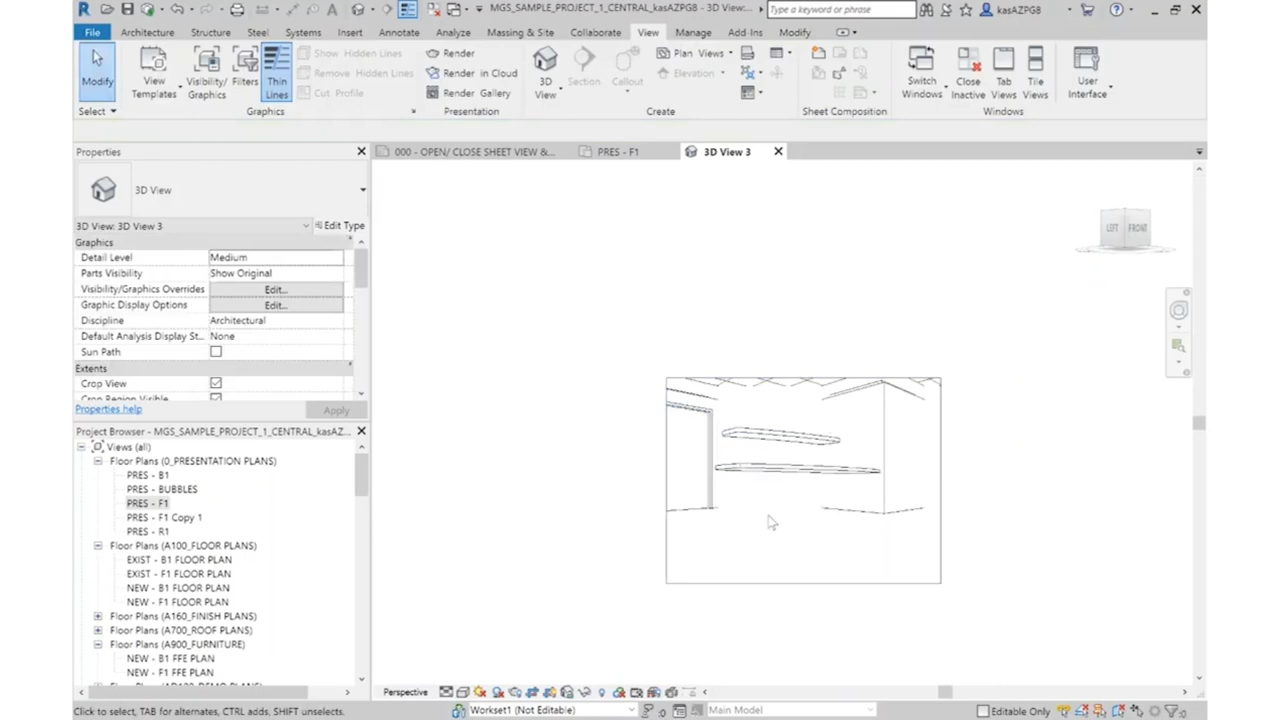 MGS_SAMPLE_PROJECT_1_CENTRAL_kasAZPG8 - 3D View:...
Type a keyword or phrase
kasAZPG8
File
Architecture
Structure
Steel
Systems
Insert
Annotate
Analyze
Massing & Site
Collaborate
View
Manage
Add-Ins
Modify
Modify
View
Templates
Visibility/
Graphics
Filters
Thin
Lines
Show Hidden Lines
Remove Hidden Lines
Cut Profile
Render
Render in Cloud
Render Gallery
3D
View
Section
Callout
Plan Views
Elevation
Switch
Windows
Close
Inactive
Tab
Views
Tile
Views
User
Interface
Select
Graphics
Presentation
Create
Sheet Composition
Windows
Properties
000 - OPEN/ CLOSE SHEET VIEW &...
PRES - F1
3D View 3
3D View
3D View: 3D View 3
Edit Type
Graphics
Detail Level Medium
Parts Visibility Show Original
Visibility/Graphics Overrides Edit...
Graphic Display Options Edit...
Discipline Architectural
Default Analysis Display St... None
Sun Path
Extents
Crop View
Crop Region Visible
Properties help
Apply
LEFT FRONT
Project Browser - MGS_SAMPLE_PROJECT_1_CENTRAL_kasAZPG...
Views (all)
Floor Plans (0_PRESENTATION PLANS)
PRES - B1
PRES - BUBBLES
PRES - F1
PRES - F1 Copy 1
PRES - R1
Floor Plans (A100_FLOOR PLANS)
EXIST - B1 FLOOR PLAN
EXIST - F1 FLOOR PLAN
NEW - B1 FLOOR PLAN
NEW - F1 FLOOR PLAN
Floor Plans (A160_FINISH PLANS)
Floor Plans (A700_ROOF PLANS)
Floor Plans (A900_FURNITURE)
NEW - B1 FFE PLAN
NEW - F1 FFE PLAN
Perspective
Click to select, TAB for alternates, CTRL adds, SHIFT unselects.
Workset1 (Not Editable)
:0
Main Model
Editable Only
:0